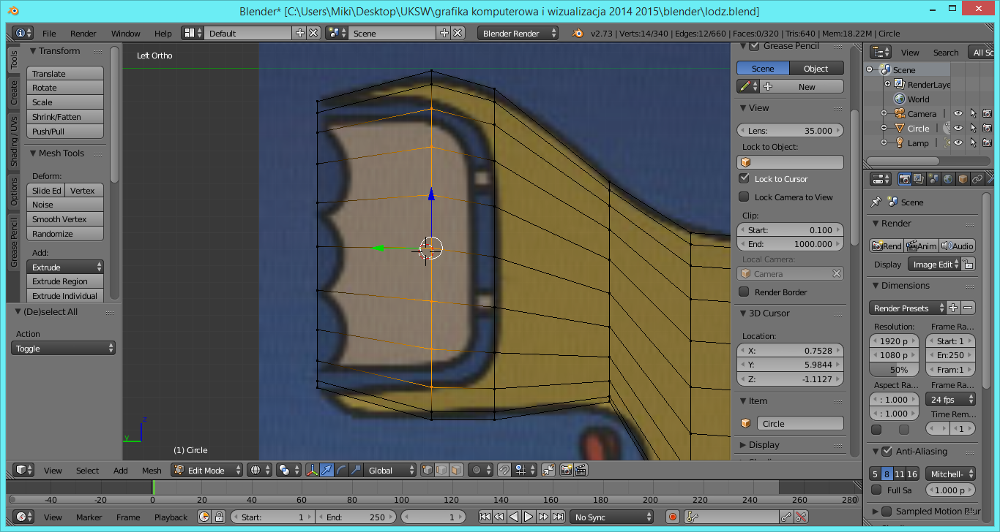 Blender* [C:\Users\Miki\Desktop\UKSW\grafika komputerowa i wizualizacja 2014 2015\blender\lodz.blend]
File Render Window Help Default Scene Blender Render v2.73 | Verts:14/340 | Edges:12/660 | Faces:0/320 | Tris:640 | Mem:18.22M | Circle
Tools
Create
Shading / UVs
Options
Grease Pencil
Transform
Translate
Rotate
Scale
Shrink/Fatten
Push/Pull
Mesh Tools
Deform:
Slide Ed Vertex
Noise
Smooth Vertex
Randomize
Add:
Extrude
Extrude Region
Extrude Individual
(De)select All
Action
Toggle
Left Ortho
z
y
(1) Circle
Grease Pencil
Scene Object
New
View
Lens: 35.000
Lock to Object:
Lock to Cursor
Lock Camera to View
Clip:
Start: 0.100
End: 1000.000
Local Camera:
Camera
Render Border
3D Cursor
Location:
X: 0.7528
Y: 5.9844
Z: -1.1127
Item
Circle
Display
View Search All Sc
Scene
RenderLaye
World
Camera
Circle
Lamp
Scene
Render
Rend Anim Audio
Display Image Edit
Dimensions
Render Presets
Resolution: Frame Ra...
1920 p Start: 1
1080 p En:250
50% Fram:1
Aspect Ra... Frame Ra...
: 1.000 24 fps
: 1.000 Time Rem...
1
Anti-Aliasing
5 8 11 16 Mitchell-
Full Sa 1.000 p
Sampled Motion Blur
View Select Add Mesh Edit Mode Global
-40 -20 0 20 40 60 80 100 120 140 160 180 200 220 240 260 280
View Marker Frame Playback Start: 1 End: 250 1 No Sync